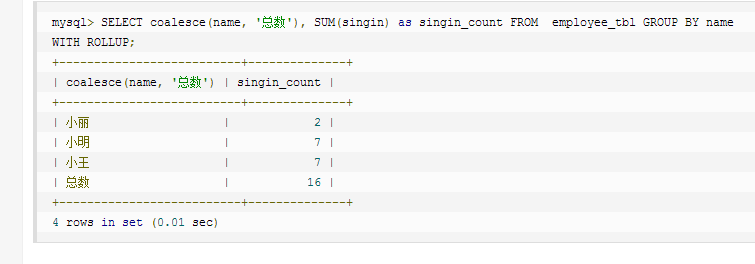 mysql> SELECT coalesce(name, '总数'), SUM(singin) as singin_count FROM  employee_tbl GROUP BY name
WITH ROLLUP;
+--------------------------+--------------+
| coalesce(name, '总数') | singin_count |
+--------------------------+--------------+
| 小丽                   |            2 |
| 小明                   |            7 |
| 小王                   |            7 |
| 总数                   |           16 |
+--------------------------+--------------+
4 rows in set (0.01 sec)